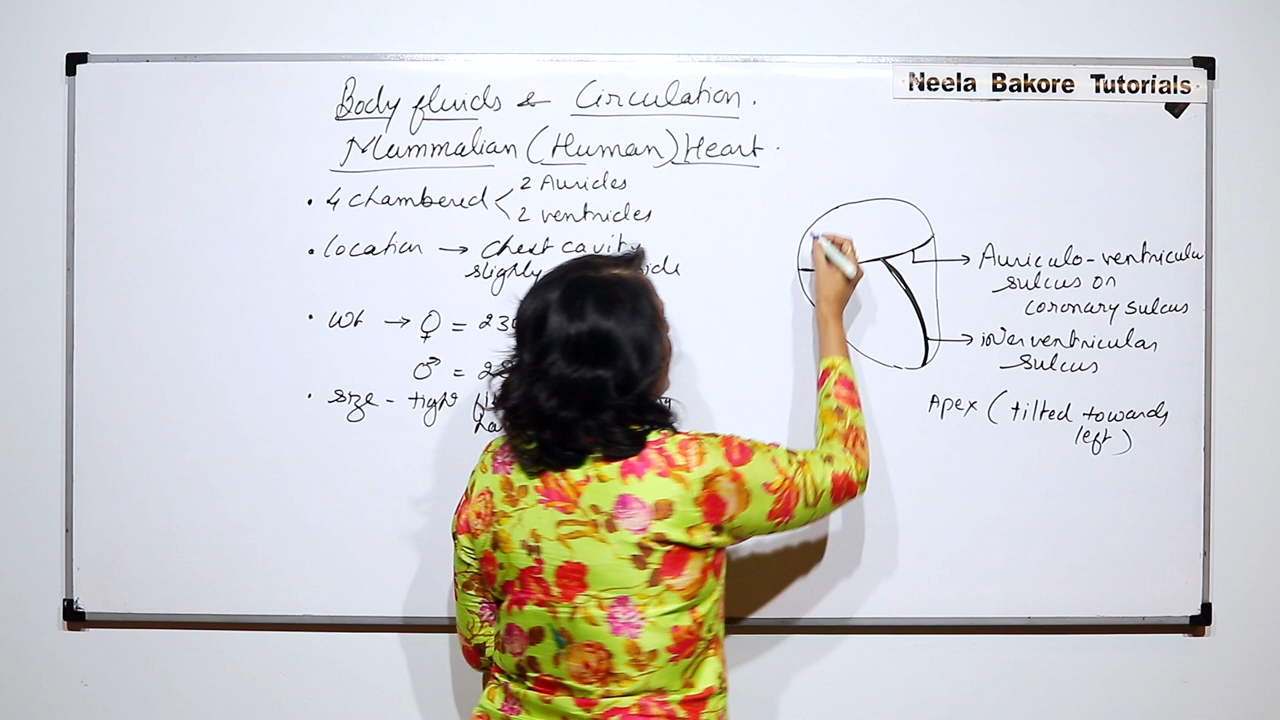 Neela Bakore Tutorials
Body fluids & Circulation.
Mammalian (Human) Heart.
• 4 chambered < 2 Auricles
2 ventricles
• location → chest cavity
slightly
• wt → ♀ =
♂ =
• size - tight
Auriculo-ventricular
sulcus or
coronary sulcus
interventricular
sulcus
Apex (tilted towards
left)